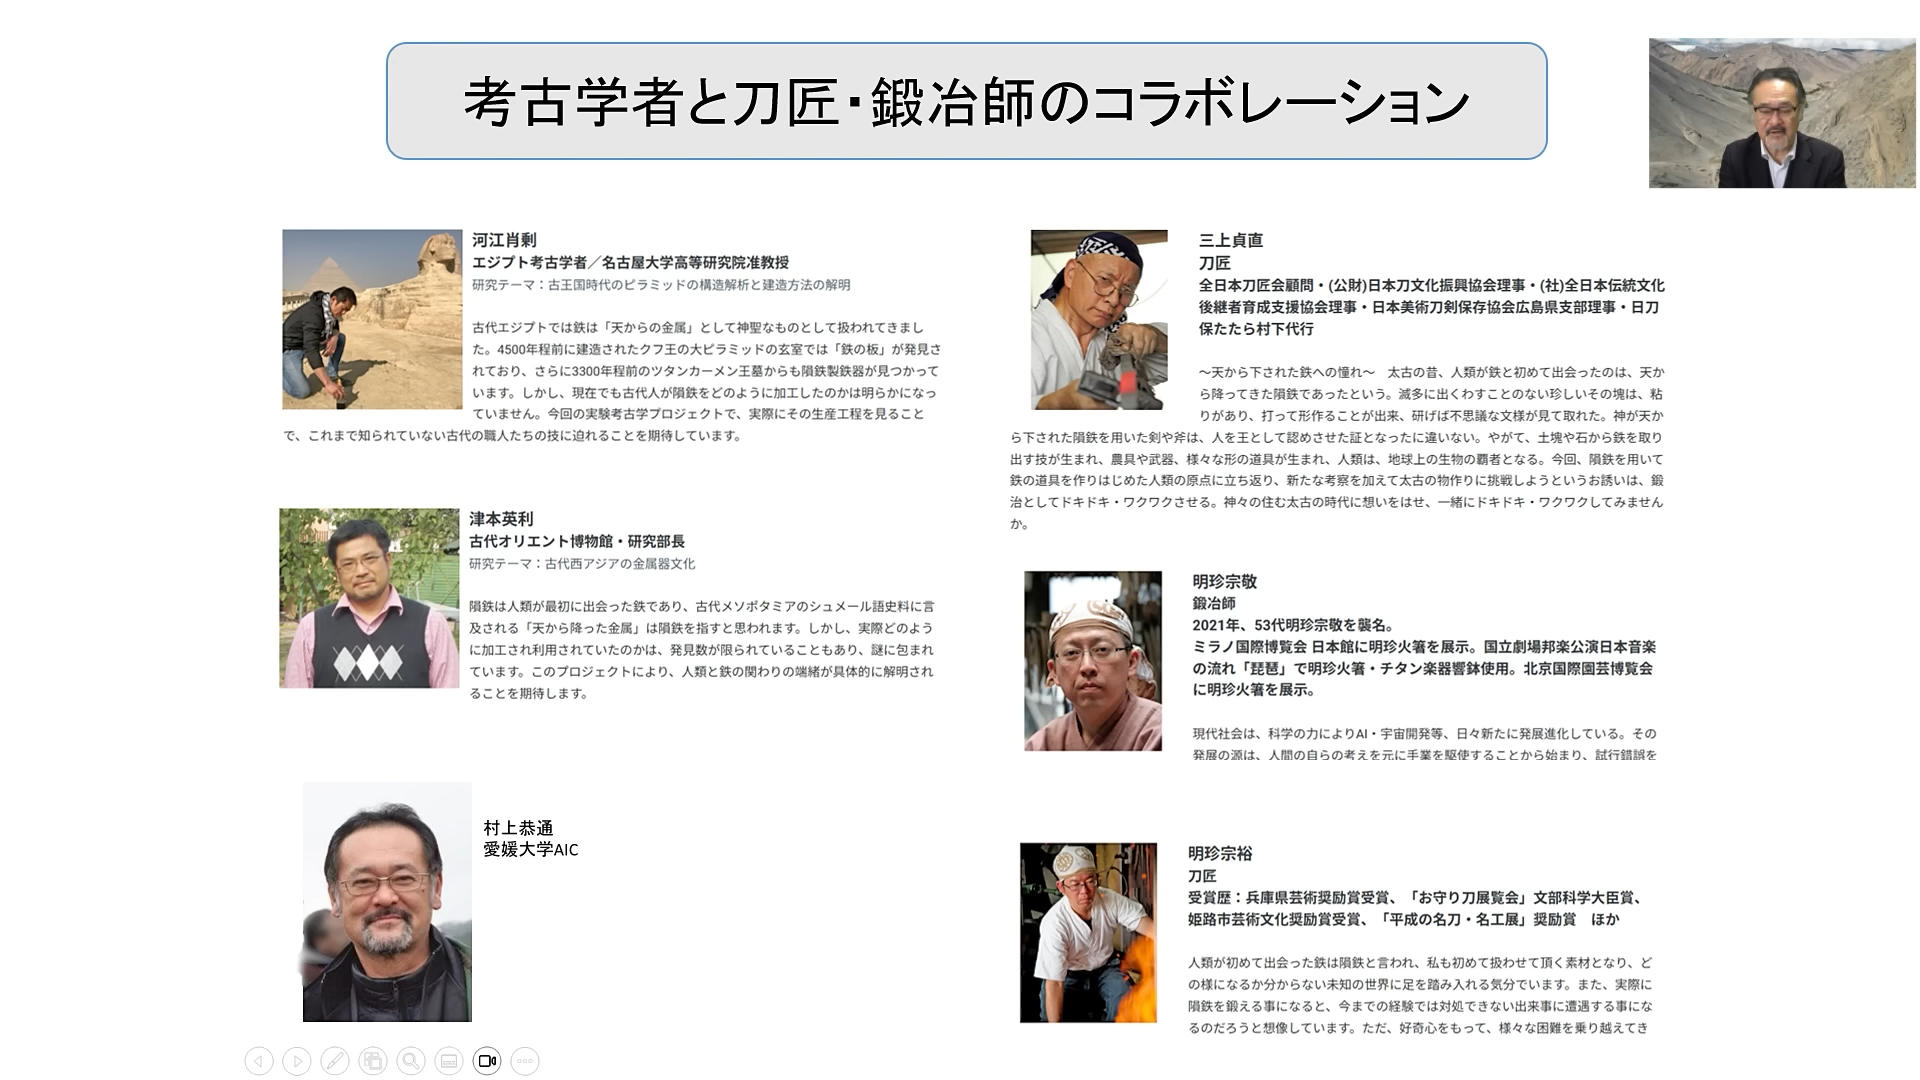 考古学者と刀匠・鍛冶師のコラボレーション
河江肖剰
エジプト考古学者／名古屋大学高等研究院准教授
研究テーマ：古王国時代のピラミッドの構造解析と建造方法の解明
古代エジプトでは鉄は「天からの金属」として神聖なものとして扱われてきまし
た。4500年程前に建造されたクフ王の大ピラミッドの玄室では「鉄の板」が発見さ
れており、さらに3300年程前のツタンカーメン王墓からも隕鉄製鉄器が見つかって
います。しかし、現在でも古代人が隕鉄をどのように加工したのかは明らかになっ
ていません。今回の実験考古学プロジェクトで、実際にその生産工程を見ること
で、これまで知られていない古代の職人たちの技に迫れることを期待しています。
津本英利
古代オリエント博物館・研究部長
研究テーマ：古代西アジアの金属器文化
隕鉄は人類が最初に出会った鉄であり、古代メソポタミアのシュメール語史料に言
及される「天から降った金属」は隕鉄を指すと思われます。しかし、実際どのよう
に加工され利用されていたのかは、発見数が限られていることもあり、謎に包まれ
ています。このプロジェクトにより、人類と鉄の関わりの端緒が具体的に解明され
ることを期待します。
村上恭通
愛媛大学AIC
三上貞直
刀匠
全日本刀匠会顧問・(公財)日本刀文化振興協会理事・(社)全日本伝統文化
後継者育成支援協会理事・日本美術刀剣保存協会広島県支部理事・日刀
保たたら村下代行
〜天から下された鉄への憧れ〜　太古の昔、人類が鉄と初めて出会ったのは、天か
ら降ってきた隕鉄であったという。滅多に出くわすことのない珍しいその塊は、粘
りがあり、打って形作ることが出来、研げば不思議な文様が見て取れた。神が天か
ら下された隕鉄を用いた剣や斧は、人を王として認めさせた証となったに違いない。やがて、土塊や石から鉄を取り
出す技が生まれ、農具や武器、様々な形の道具が生まれ、人類は、地球上の生物の覇者となる。今回、隕鉄を用いて
鉄の道具を作りはじめた人類の原点に立ち返り、新たな考察を加えて太古の物作りに挑戦しようというお誘いは、鍛
冶としてドキドキ・ワクワクさせる。神々の住む太古の時代に想いをはせ、一緒にドキドキ・ワクワクしてみません
か。
明珍宗敬
鍛冶師
2021年、53代明珍宗敬を襲名。
ミラノ国際博覧会 日本館に明珍火箸を展示。国立劇場邦楽公演日本音楽
の流れ「琵琶」で明珍火箸・チタン楽器響鉢使用。北京国際園芸博覧会
に明珍火箸を展示。
現代社会は、科学の力によりAI・宇宙開発等、日々新たに発展進化している。その
発展の源は、人間の自らの考えを元に手業を駆使することから始まり、試行錯誤を
明珍宗裕
刀匠
受賞歴：兵庫県芸術奨励賞受賞、「お守り刀展覧会」文部科学大臣賞、
姫路市芸術文化奨励賞受賞、「平成の名刀・名工展」奨励賞　ほか
人類が初めて出会った鉄は隕鉄と言われ、私も初めて扱わせて頂く素材となり、ど
の様になるか分からない未知の世界に足を踏み入れる気分でいます。また、実際に
隕鉄を鍛える事になると、今までの経験では対処できない出来事に遭遇する事にな
るのだろうと想像しています。ただ、好奇心をもって、様々な困難を乗り越えてき